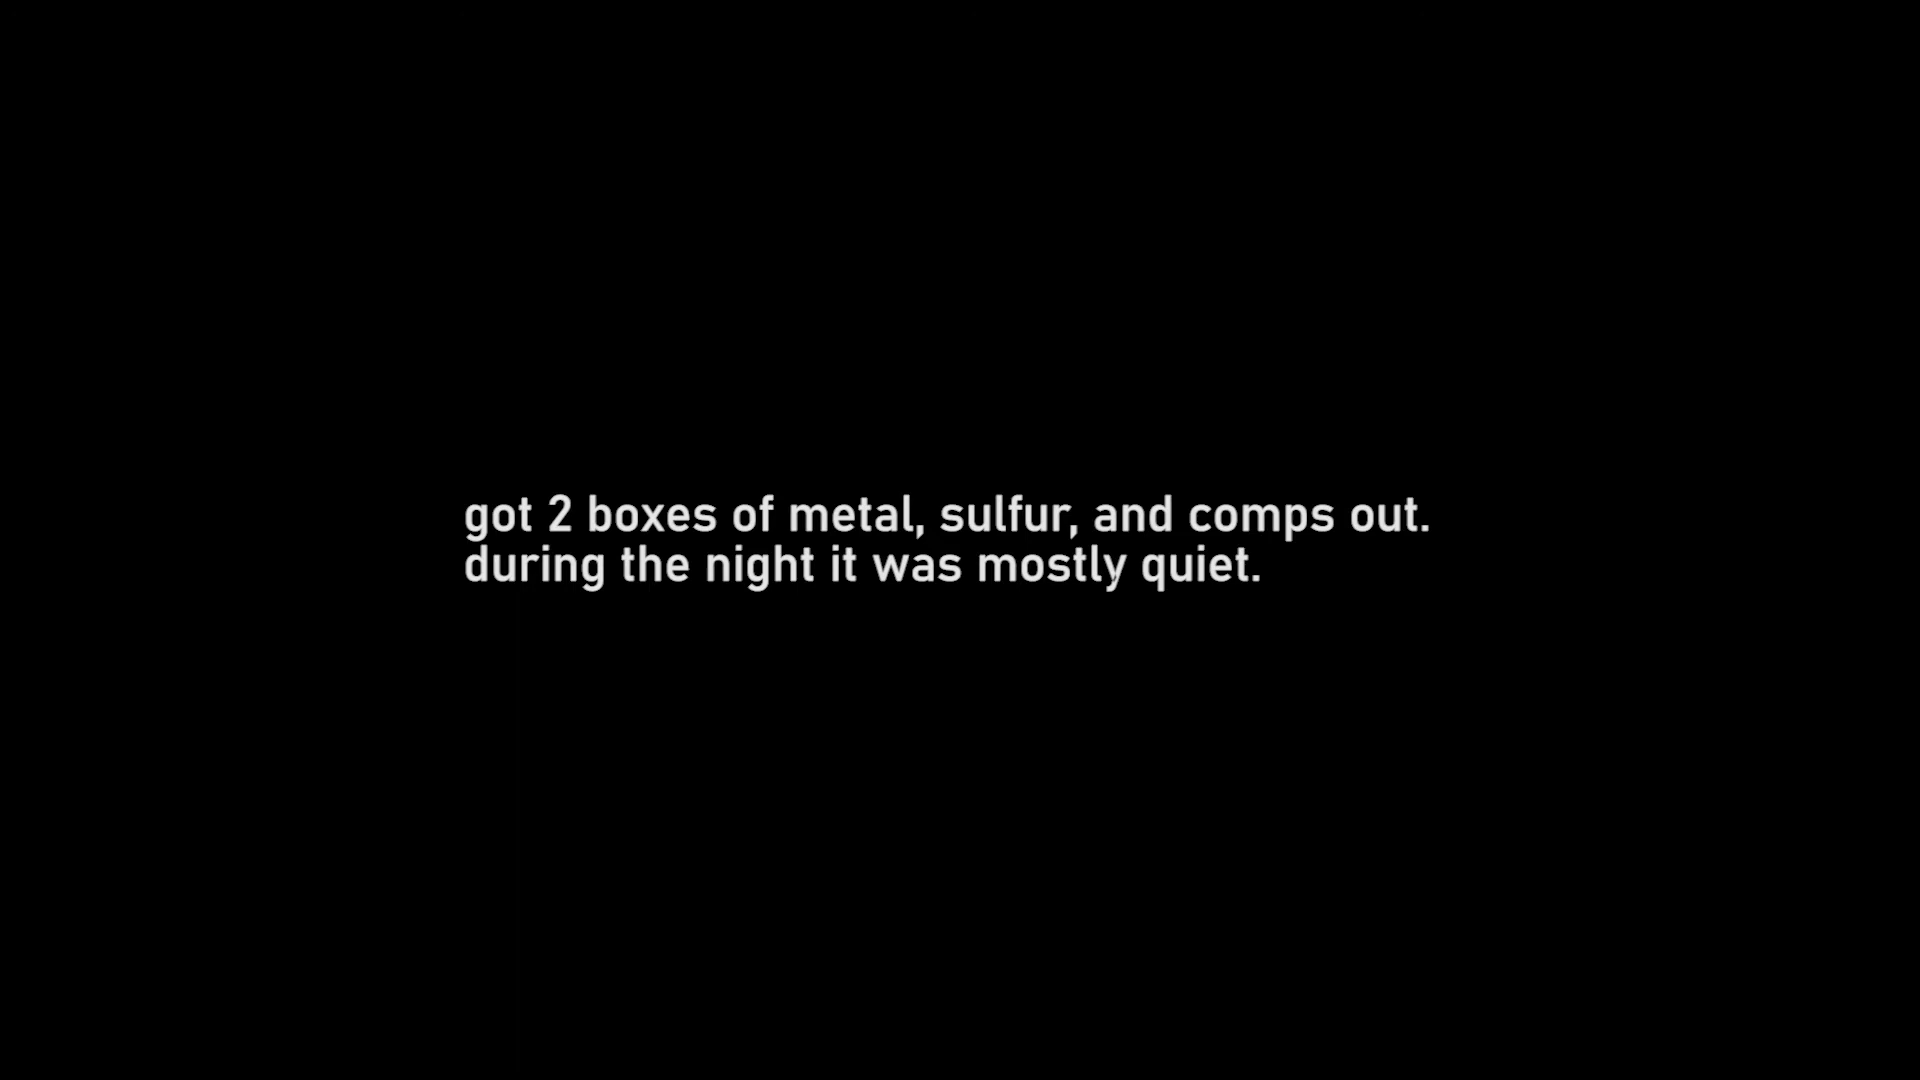 got 2 boxes of metal, sulfur, and comps out.
during the night it was mostly quiet.